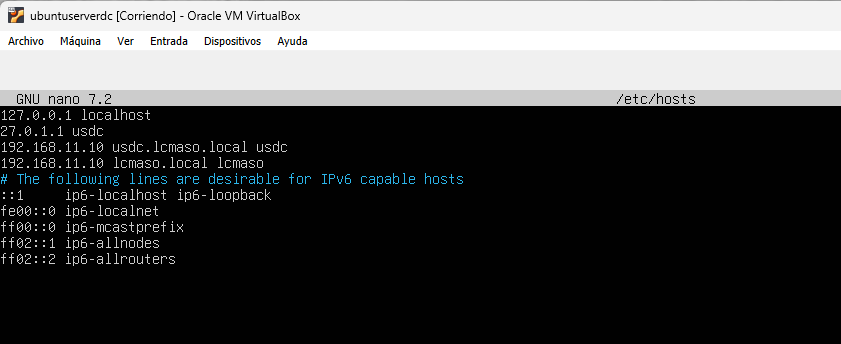 ubuntuserverdc [Corriendo] - Oracle VM VirtualBox
Archivo Máquina Ver Entrada Dispositivos Ayuda
GNU nano 7.2 /etc/hosts
127.0.0.1 localhost
27.0.1.1 usdc
192.168.11.10 usdc.lcmaso.local usdc
192.168.11.10 lcmaso.local lcmaso
# The following lines are desirable for IPv6 capable hosts
::1 ip6-localhost ip6-loopback
fe00::0 ip6-localnet
ff00::0 ip6-mcastprefix
ff02::1 ip6-allnodes
ff02::2 ip6-allrouters